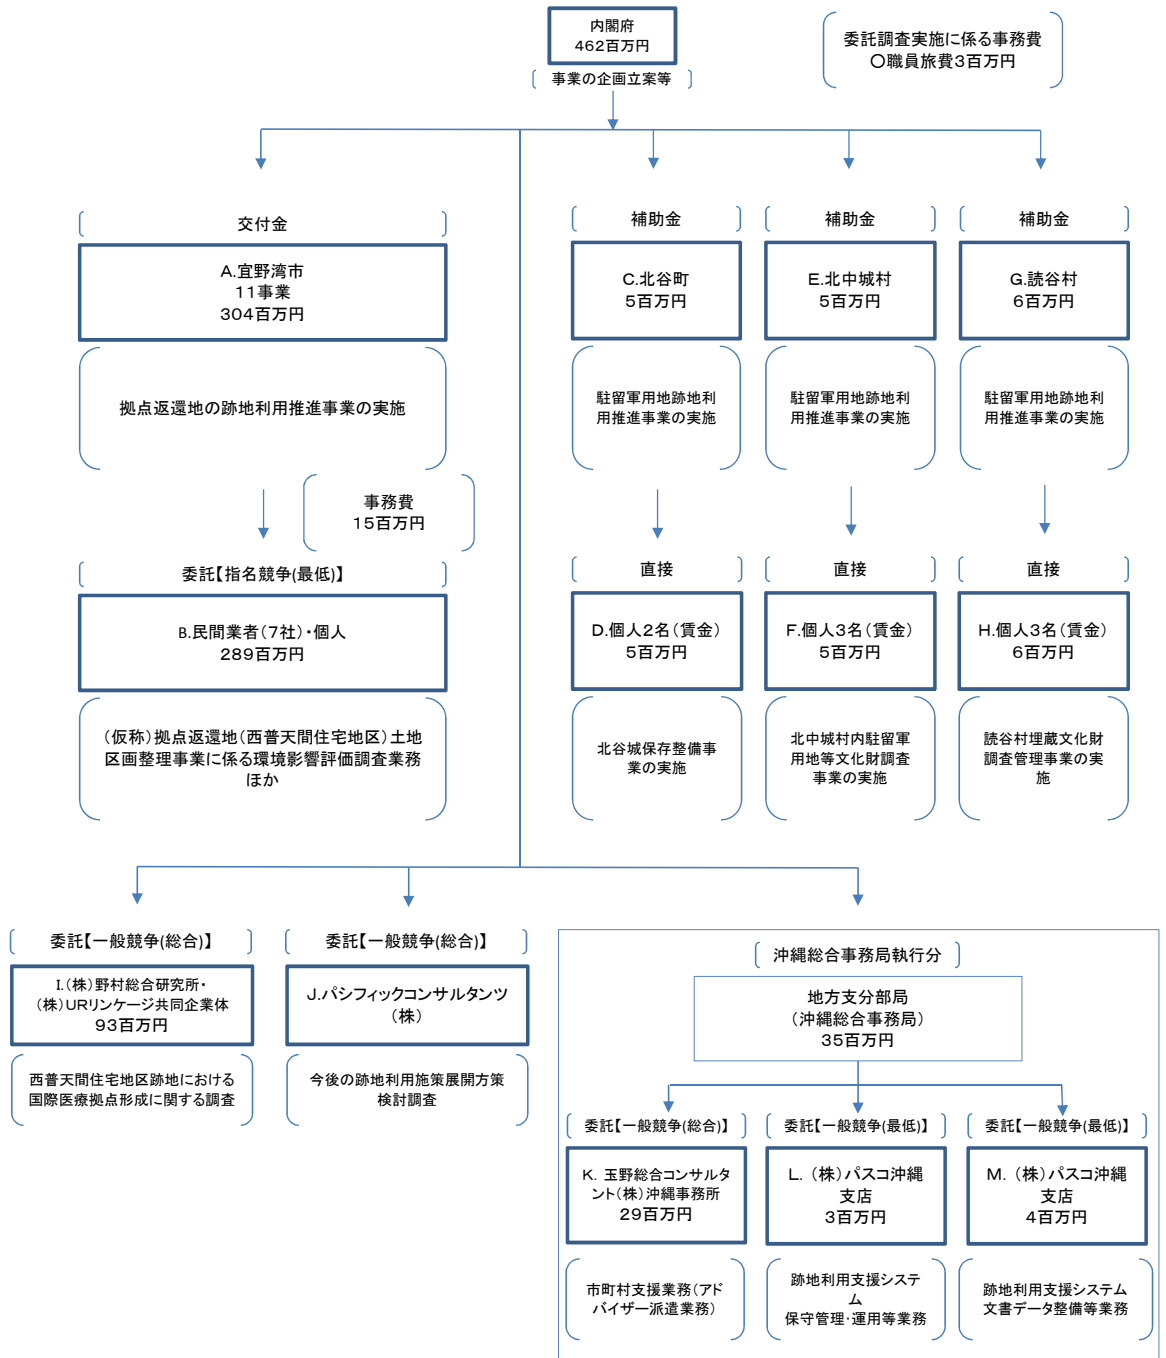 内閣府
462百万円
事業の企画立案等
委託調査実施に係る事務費
○職員旅費3百万円
交付金
A.宜野湾市
11事業
304百万円
拠点返還地の跡地利用推進事業の実施
事務費
15百万円
委託【指名競争(最低)】
B.民間業者(7社)・個人
289百万円
(仮称)拠点返還地(西普天間住宅地区)土地
区画整理事業に係る環境影響評価調査業務
ほか
補助金
C.北谷町
5百万円
駐留軍用地跡地利
用推進事業の実施
直接
D.個人2名(賃金)
5百万円
北谷城保存整備事
業の実施
補助金
E.北中城村
5百万円
駐留軍用地跡地利
用推進事業の実施
直接
F.個人3名(賃金)
5百万円
北中城村内駐留軍
用地等文化財調査
事業の実施
補助金
G.読谷村
6百万円
駐留軍用地跡地利
用推進事業の実施
直接
H.個人3名(賃金)
6百万円
読谷村埋蔵文化財
調査管理事業の実
施
委託【一般競争(総合)】
I.(株)野村総合研究所・
(株)URリンケージ共同企業体
93百万円
西普天間住宅地区跡地における
国際医療拠点形成に関する調査
委託【一般競争(総合)】
J.パシフィックコンサルタンツ
(株)
今後の跡地利用施策展開方策
検討調査
沖縄総合事務局執行分
地方支分部局
(沖縄総合事務局)
35百万円
委託【一般競争(総合)】
K. 玉野総合コンサルタ
ント(株)沖縄事務所
29百万円
市町村支援業務(アド
バイザー派遣業務)
委託【一般競争(最低)】
L. (株)パスコ沖縄
支店
3百万円
跡地利用支援システ
ム
保守管理・運用等業務
委託【一般競争(最低)】
M. (株)パスコ沖縄
支店
4百万円
跡地利用支援システム
文書データ整備等業務